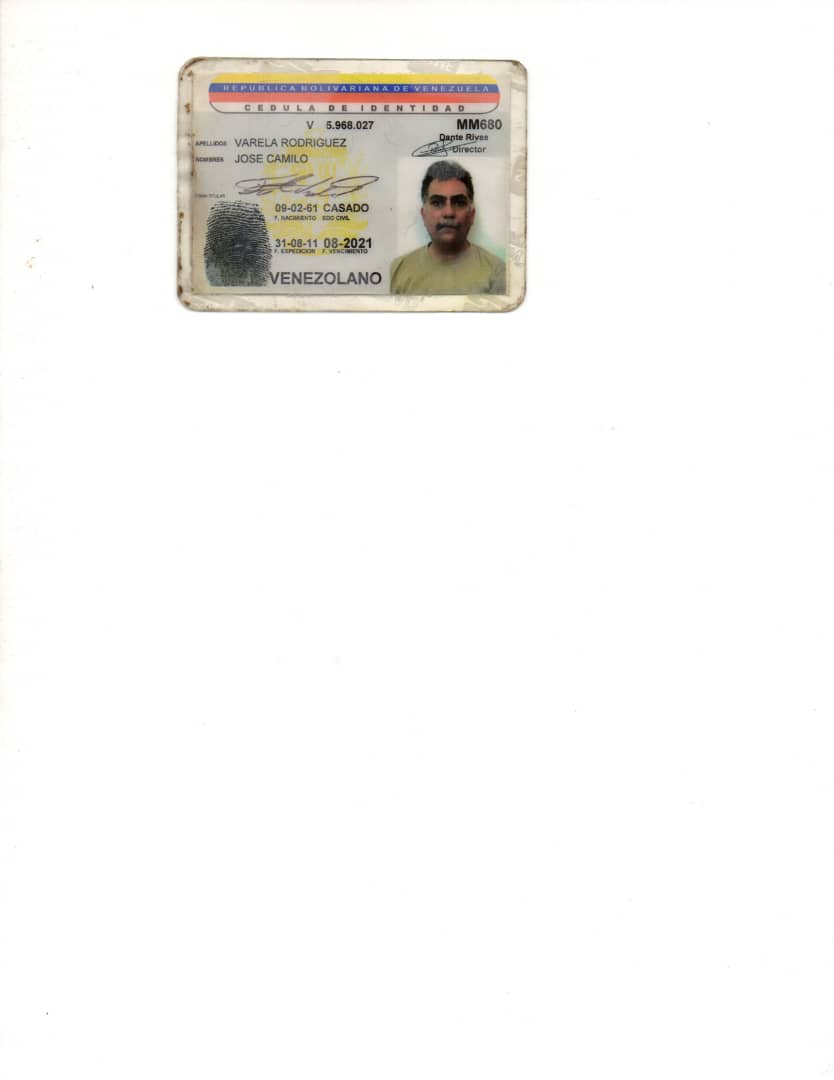 REPUBLICA BOLIVARIANA DE VENEZUELA
CEDULA DE IDENTIDAD
V 5.968.027 MM680
Dante Rivas
Director
APELLIDOS VARELA RODRIGUEZ
NOMBRES JOSE CAMILO
FIRMA TITULAR
09-02-61 CASADO
F. NACIMIENTO EDO CIVIL
31-08-11 08-2021
F. EXPEDICION F. VENCIMIENTO
VENEZOLANO